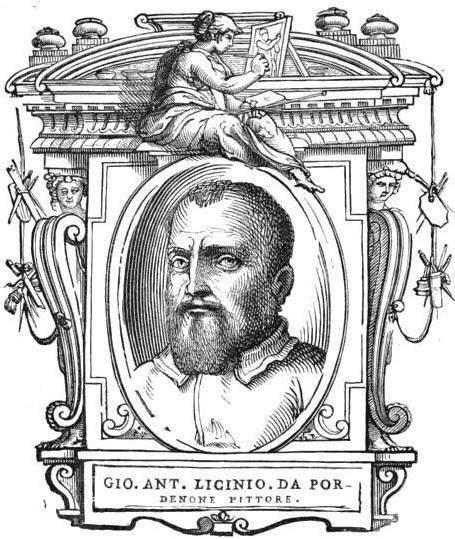 GIO. ANT. LICINIO. DA POR-
DENONE PITTORE.